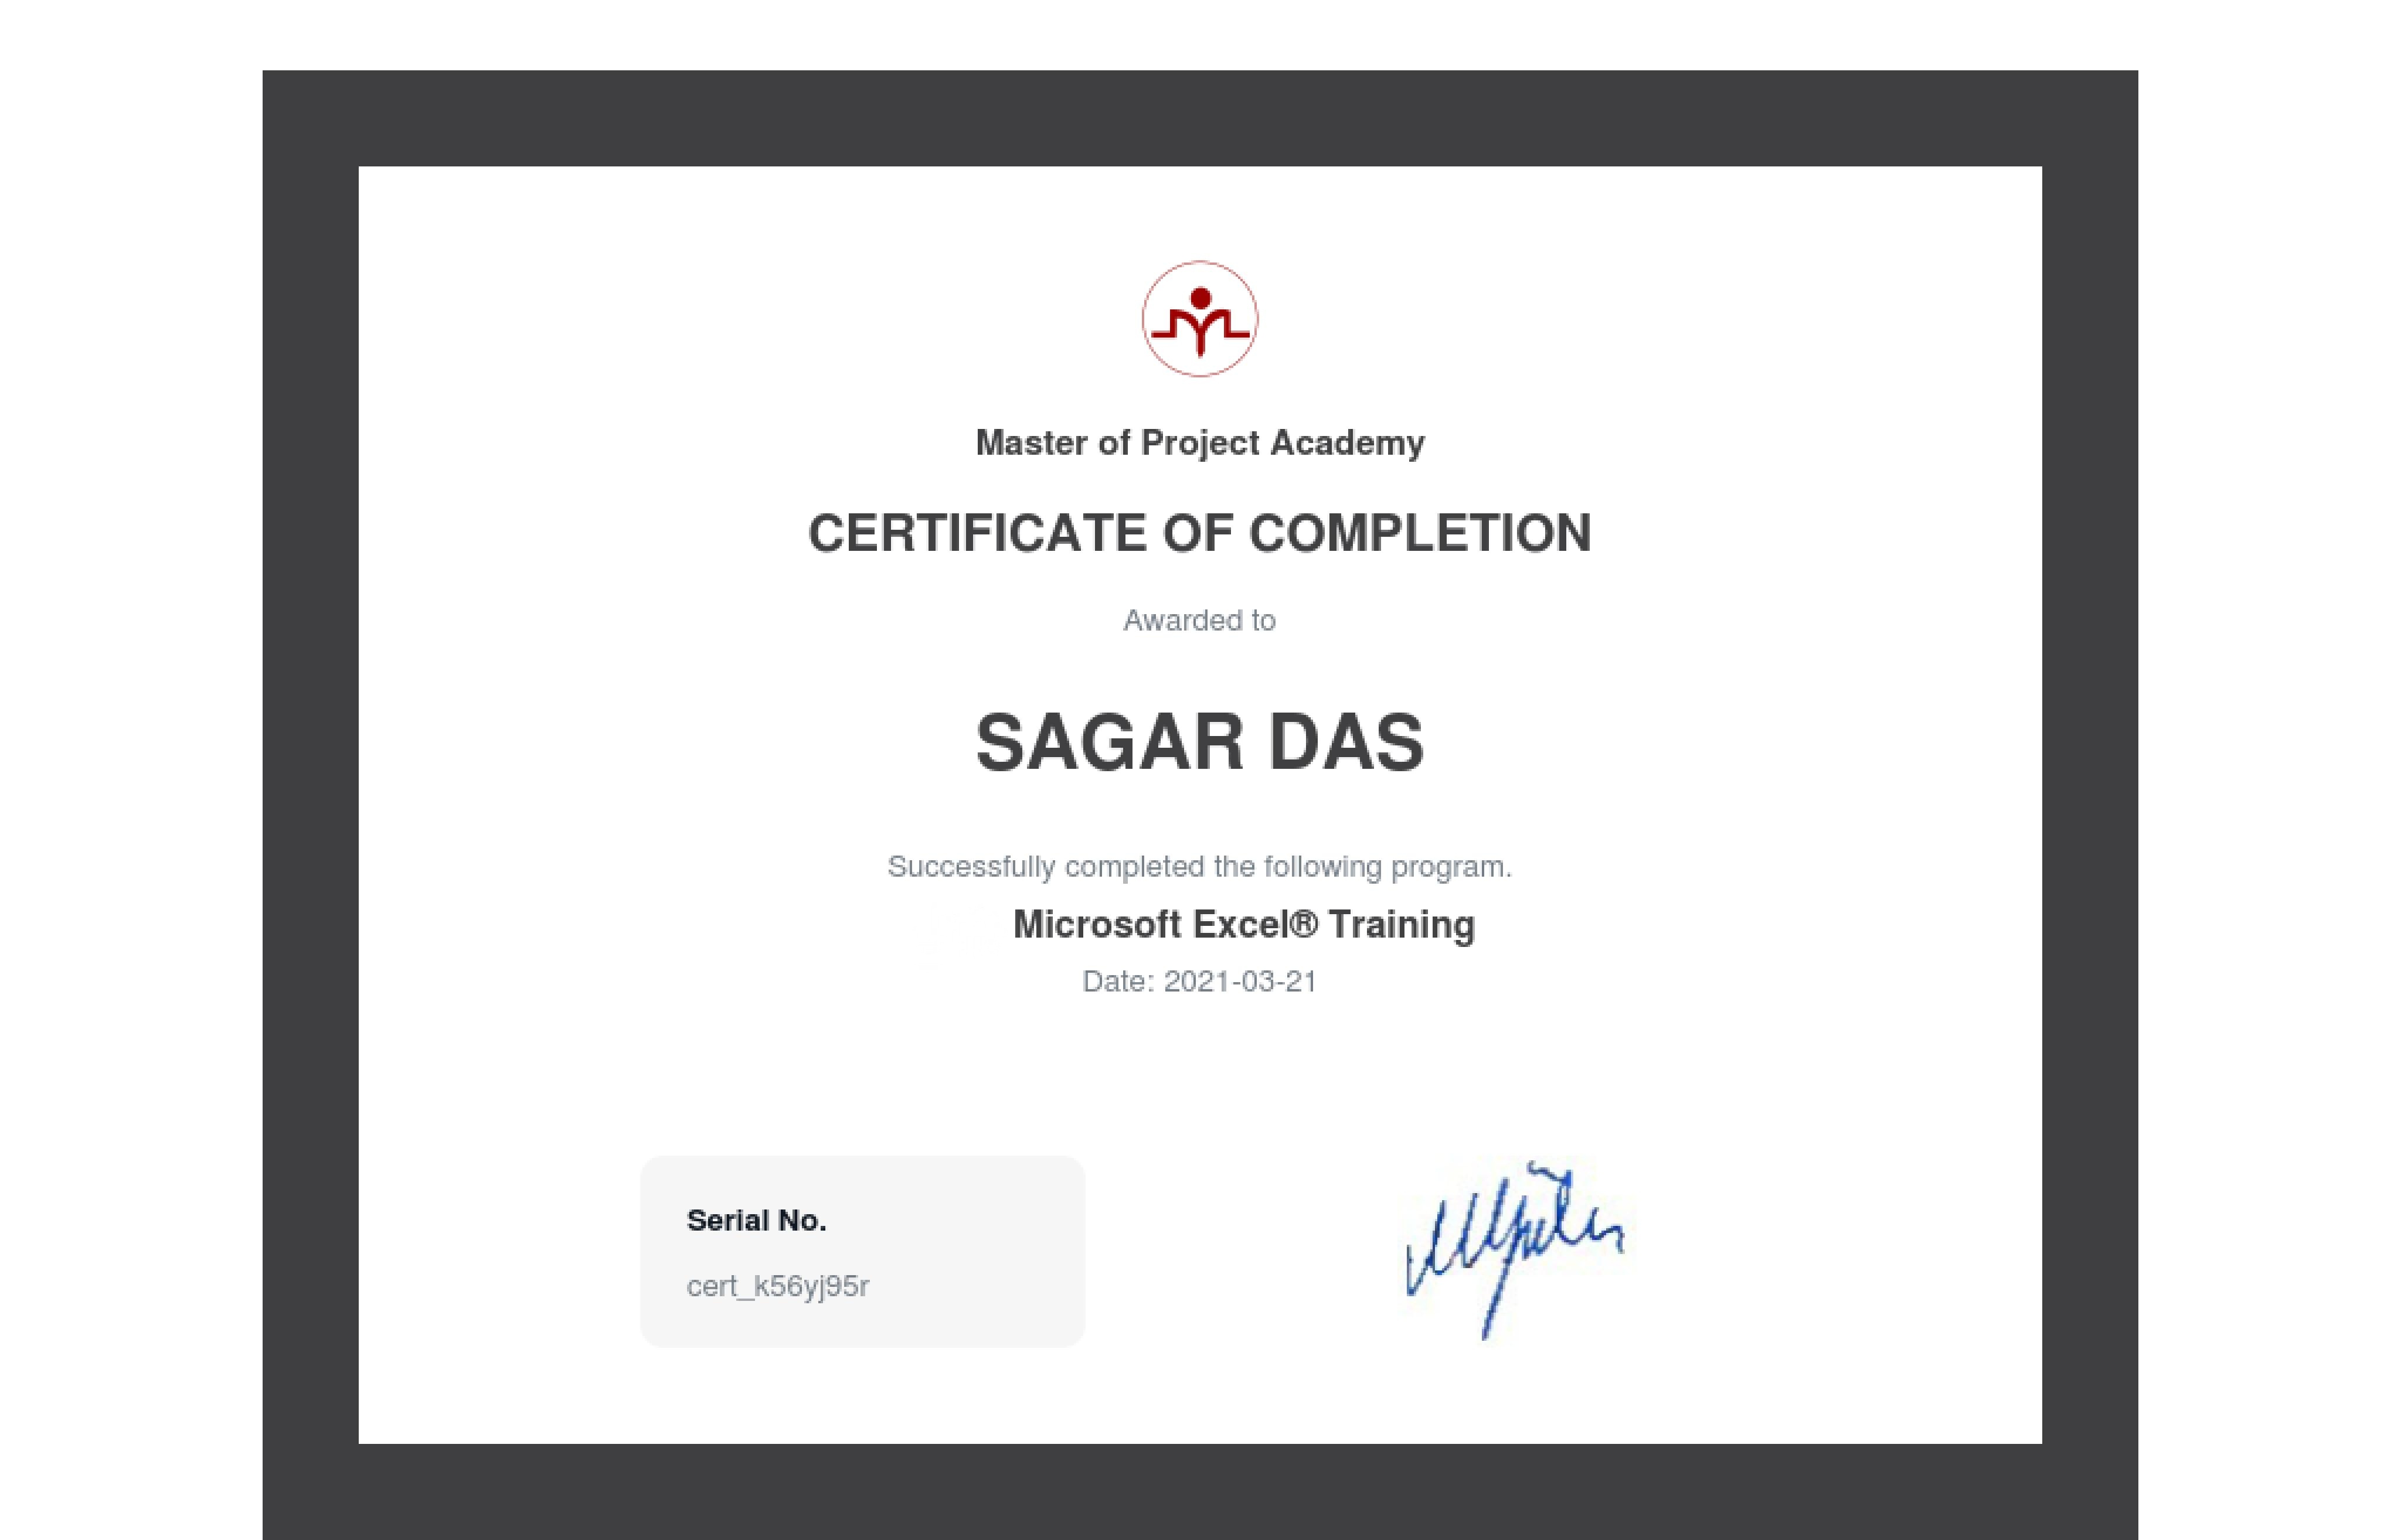 Master of Project Academy
CERTIFICATE OF COMPLETION
Awarded to
SAGAR DAS
Successfully completed the following program.
Microsoft Excel® Training
Date: 2021-03-21
Serial No.
cert_k56yj95r